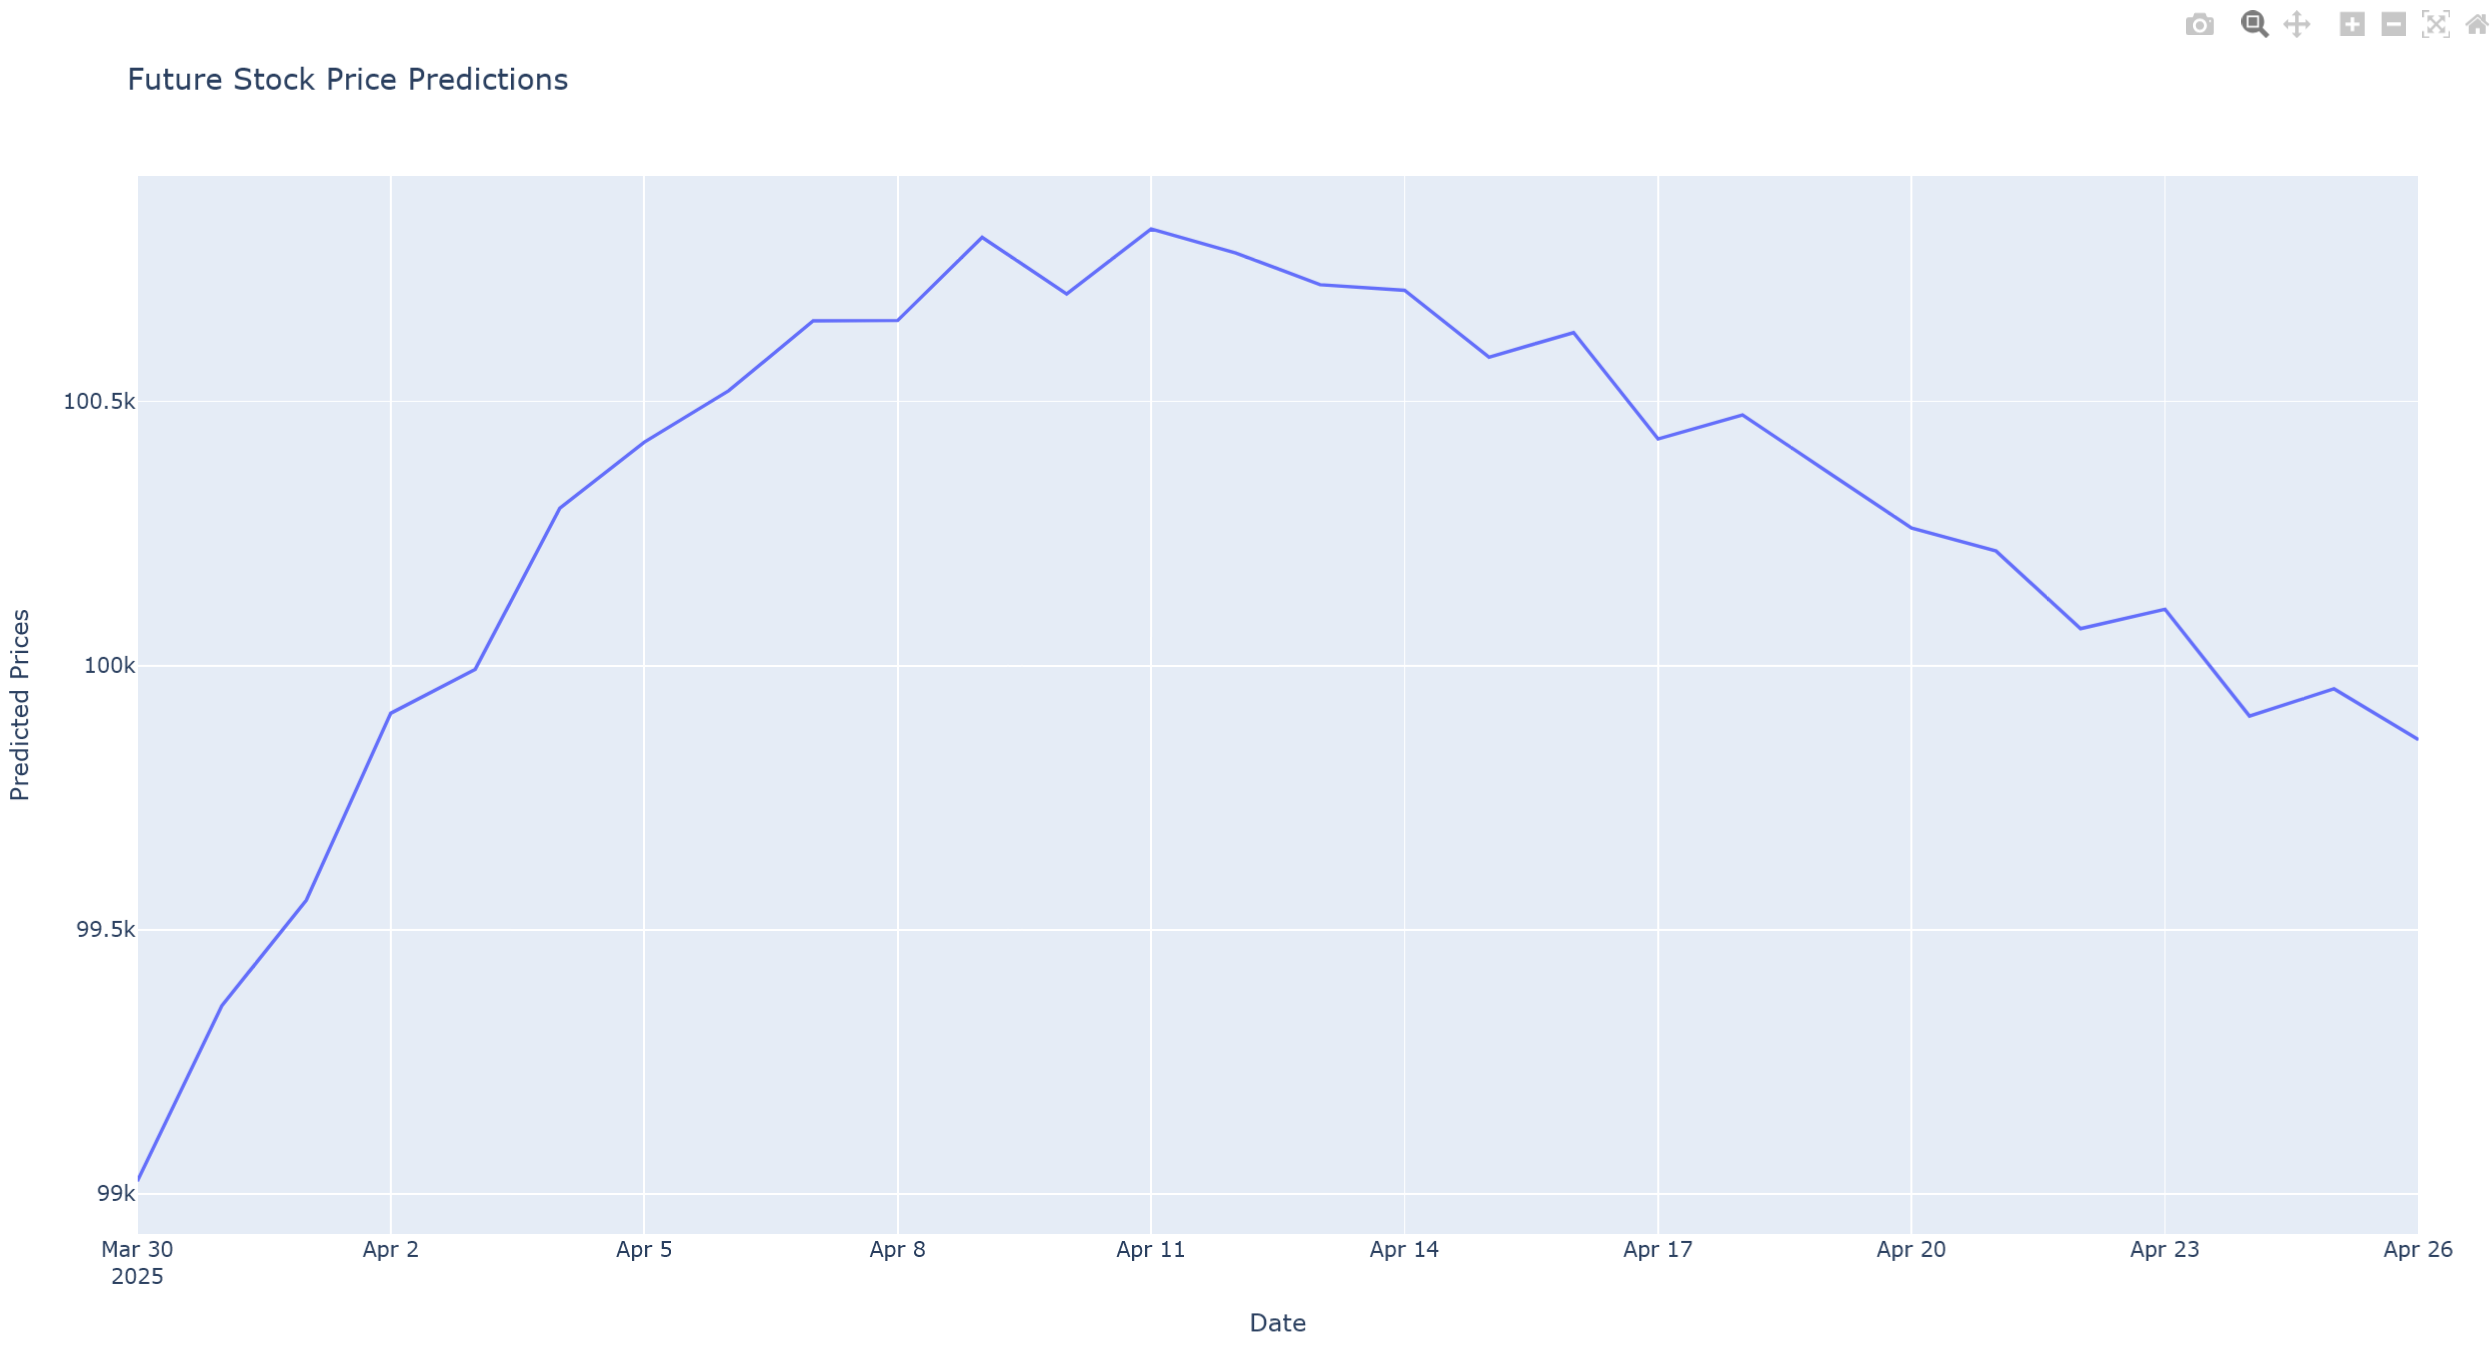 Future Stock Price Predictions
Predicted Prices
100.5k
100k
99.5k
99k
Mar 30
2025
Apr 2
Apr 5
Apr 8
Apr 11
Apr 14
Apr 17
Apr 20
Apr 23
Apr 26
Date